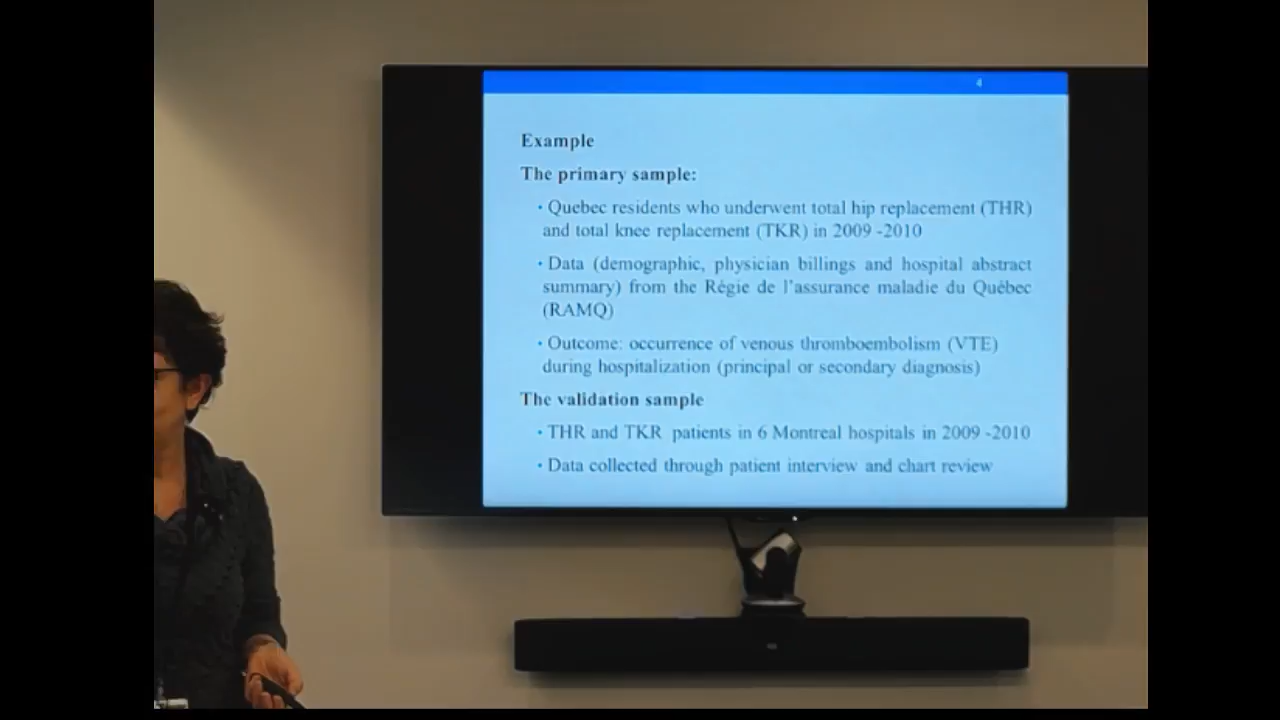 4
Example
The primary sample:
• Quebec residents who underwent total hip replacement (THR)
and total knee replacement (TKR) in 2009 -2010
• Data (demographic, physician billings and hospital abstract
summary) from the Régie de l'assurance maladie du Québec
(RAMQ)
• Outcome: occurrence of venous thromboembolism (VTE)
during hospitalization (principal or secondary diagnosis)
The validation sample
• THR and TKR patients in 6 Montreal hospitals in 2009 -2010
• Data collected through patient interview and chart review